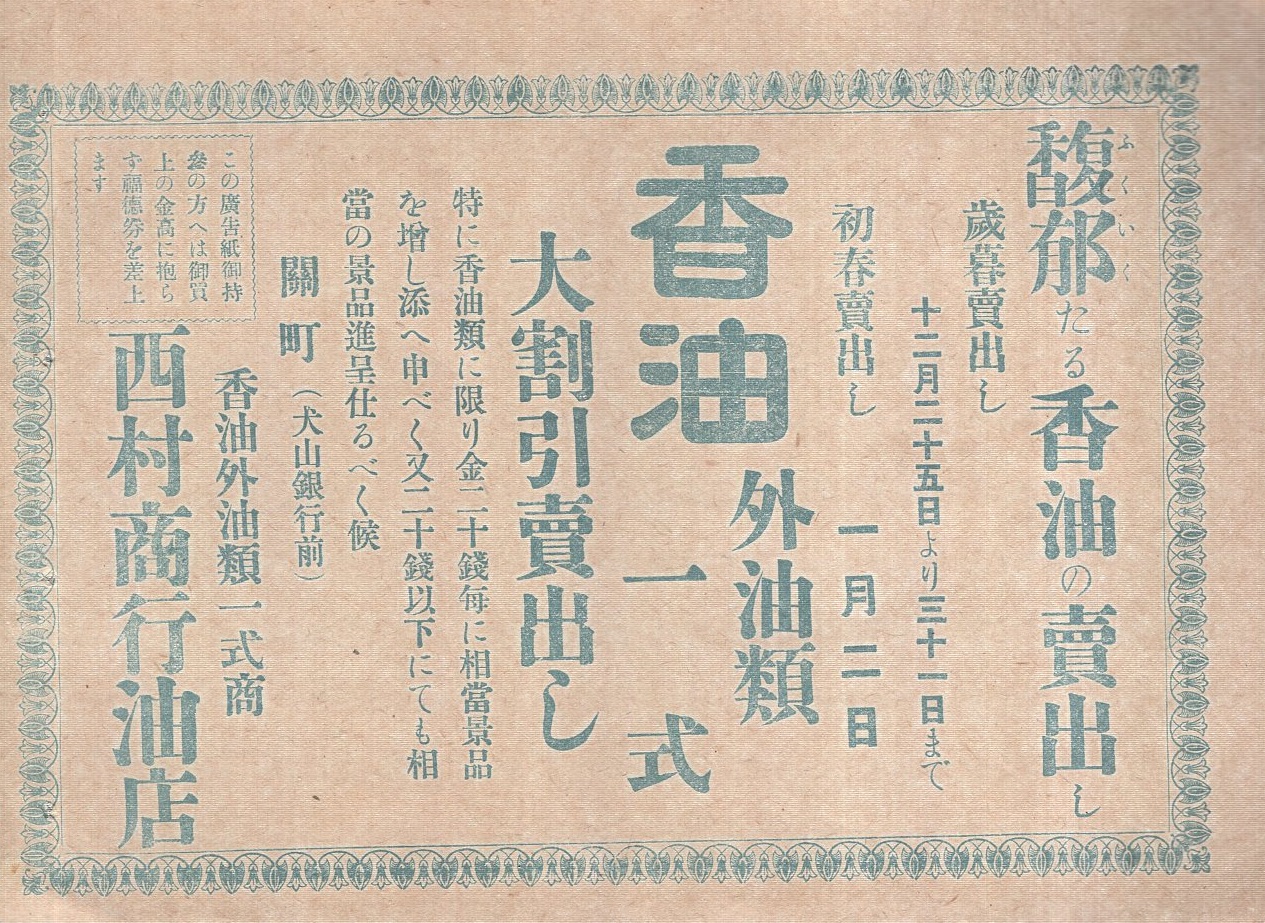 馥郁たる香油の賣出し
ふくいく
歲暮賣出し
十二月二十五日より三十一日まで
初春賣出し 一月二日
香油外油類一式
大割引賣出し
特に香油類に限り金二十錢每に相當景品
を增し添へ申べく又二十錢以下にても相
當の景品進呈仕るべく候
關町（犬山銀行前）
香油外油類一式商
西村商行油店
この廣吿紙御持
參の方へは御買
上の金高に抱ら
す福德券を差上
ます